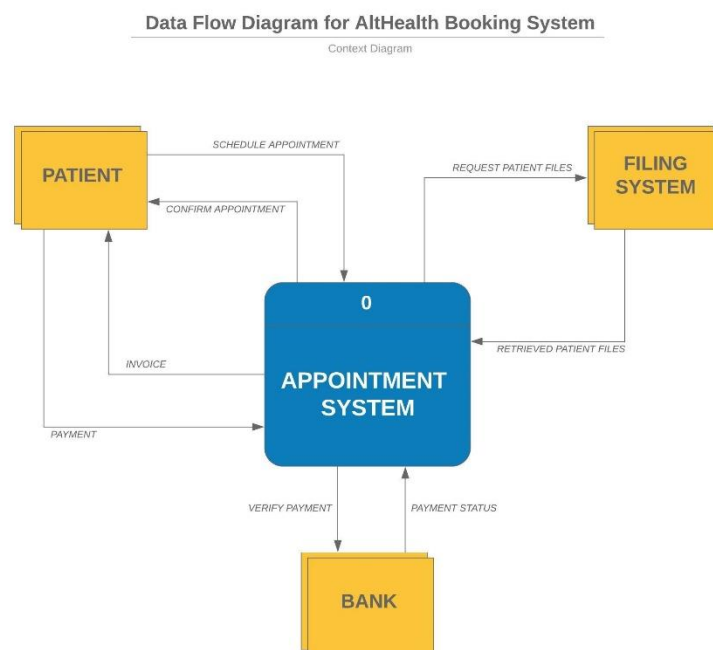 Data Flow Diagram for AltHealth Booking System
Context Diagram
PATIENT
SCHEDULE APPOINTMENT
CONFIRM APPOINTMENT
REQUEST PATIENT FILES
FILING
SYSTEM
0
APPOINTMENT
SYSTEM
RETRIEVED PATIENT FILES
INVOICE
PAYMENT
VERIFY PAYMENT
PAYMENT STATUS
BANK